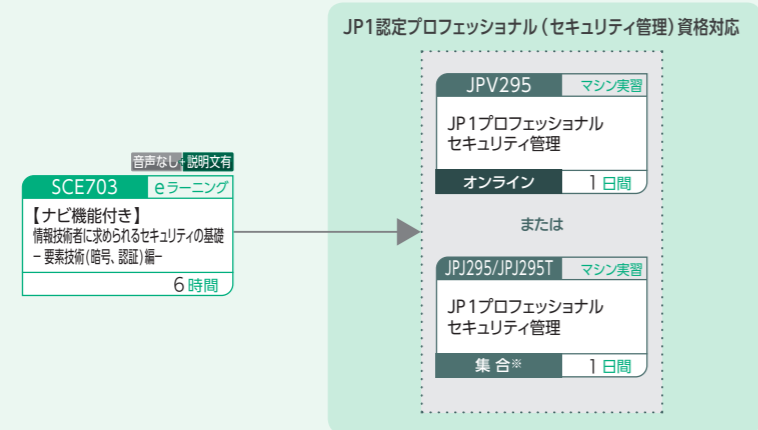 JP1認定プロフェッショナル(セキュリティ管理)資格対応
JPV295 マシン実習
JP1プロフェッショナル
セキュリティ管理
オンライン 1日間
または
音声なし+説明文有
SCE703 eラーニング
【ナビ機能付き】
情報技術者に求められるセキュリティの基礎
－要素技術(暗号、認証)編－
6時間
JPJ295/JPJ295T マシン実習
JP1プロフェッショナル
セキュリティ管理
集合※ 1日間